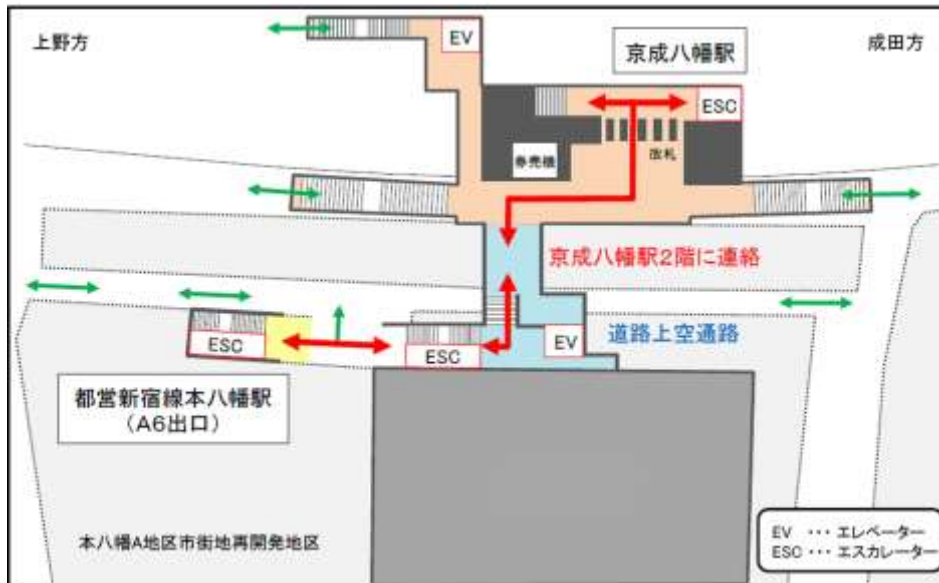 上野方
EV
京成八幡駅
成田方
ESC
券売機
改札
京成八幡駅2階に連絡
道路上空通路
ESC
ESC
EV
都営新宿線本八幡駅
（A6出口）
本八幡A地区市街地再開発地区
EV ･･･ エレベーター
ESC･･･ エスカレーター